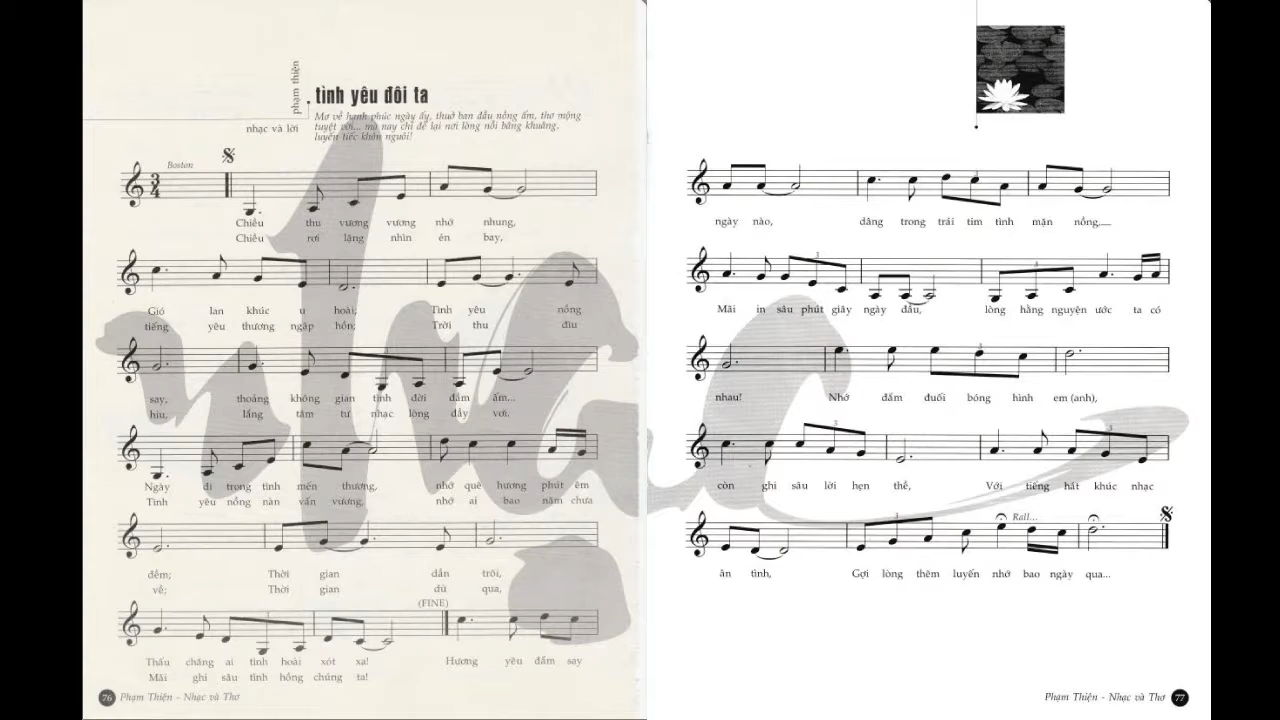 phạm thiện
tình yêu đôi ta
nhạc và lời
Mơ về hạnh phúc ngày ấy, thuở ban đầu nồng ấm, thơ mộng
tuyệt vời... mà nay chỉ để lại nơi lòng nỗi bâng khuâng,
luyến tiếc khôn nguôi!
Boston
Chiều thu vương vương nhớ nhung,
Chiều rơi lặng nhìn én bay,
Gió lan khúc u hoài; Tình yêu nồng
tiếng yêu thương ngập hồn; Trời thu đìu
say, thoảng không gian tình đời đầm ấm...
hiu, lắng tâm tư nhạc lòng đầy vơi.
Ngày đi trong tình mến thương, nhớ quê hương phút êm
Tình yêu nồng nàn vấn vương, nhớ ai bao năm chưa
đềm; Thời gian dần trôi,
về; Thời gian dù qua,
(FINE)
Thấu chăng ai tình hoài xót xa! Hương yêu đắm say
Mãi ghi sâu tình hồng chúng ta!
76 Phạm Thiện - Nhạc và Thơ
ngày nào, dâng trong trái tim tình mặn nồng,
3
Mãi in sâu phút giây ngày đầu, lòng hằng nguyện ước ta có
nhau! Nhớ đắm đuối bóng hình em (anh),
còn ghi sâu lời hẹn thề, Với tiếng hát khúc nhạc
Rall...
ân tình, Gợi lòng thêm luyến nhớ bao ngày qua...
Phạm Thiện - Nhạc và Thơ 77